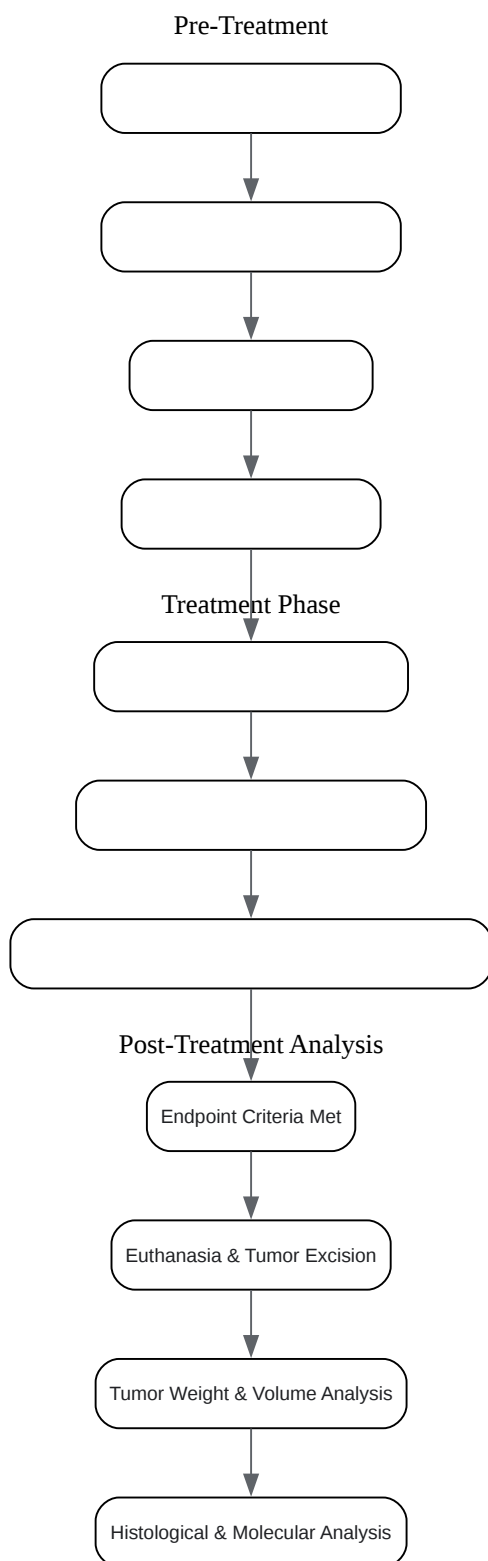 Pre-Treatment
Treatment Phase
Post-Treatment Analysis
Endpoint Criteria Met
Euthanasia & Tumor Excision
Tumor Weight & Volume Analysis
Histological & Molecular Analysis